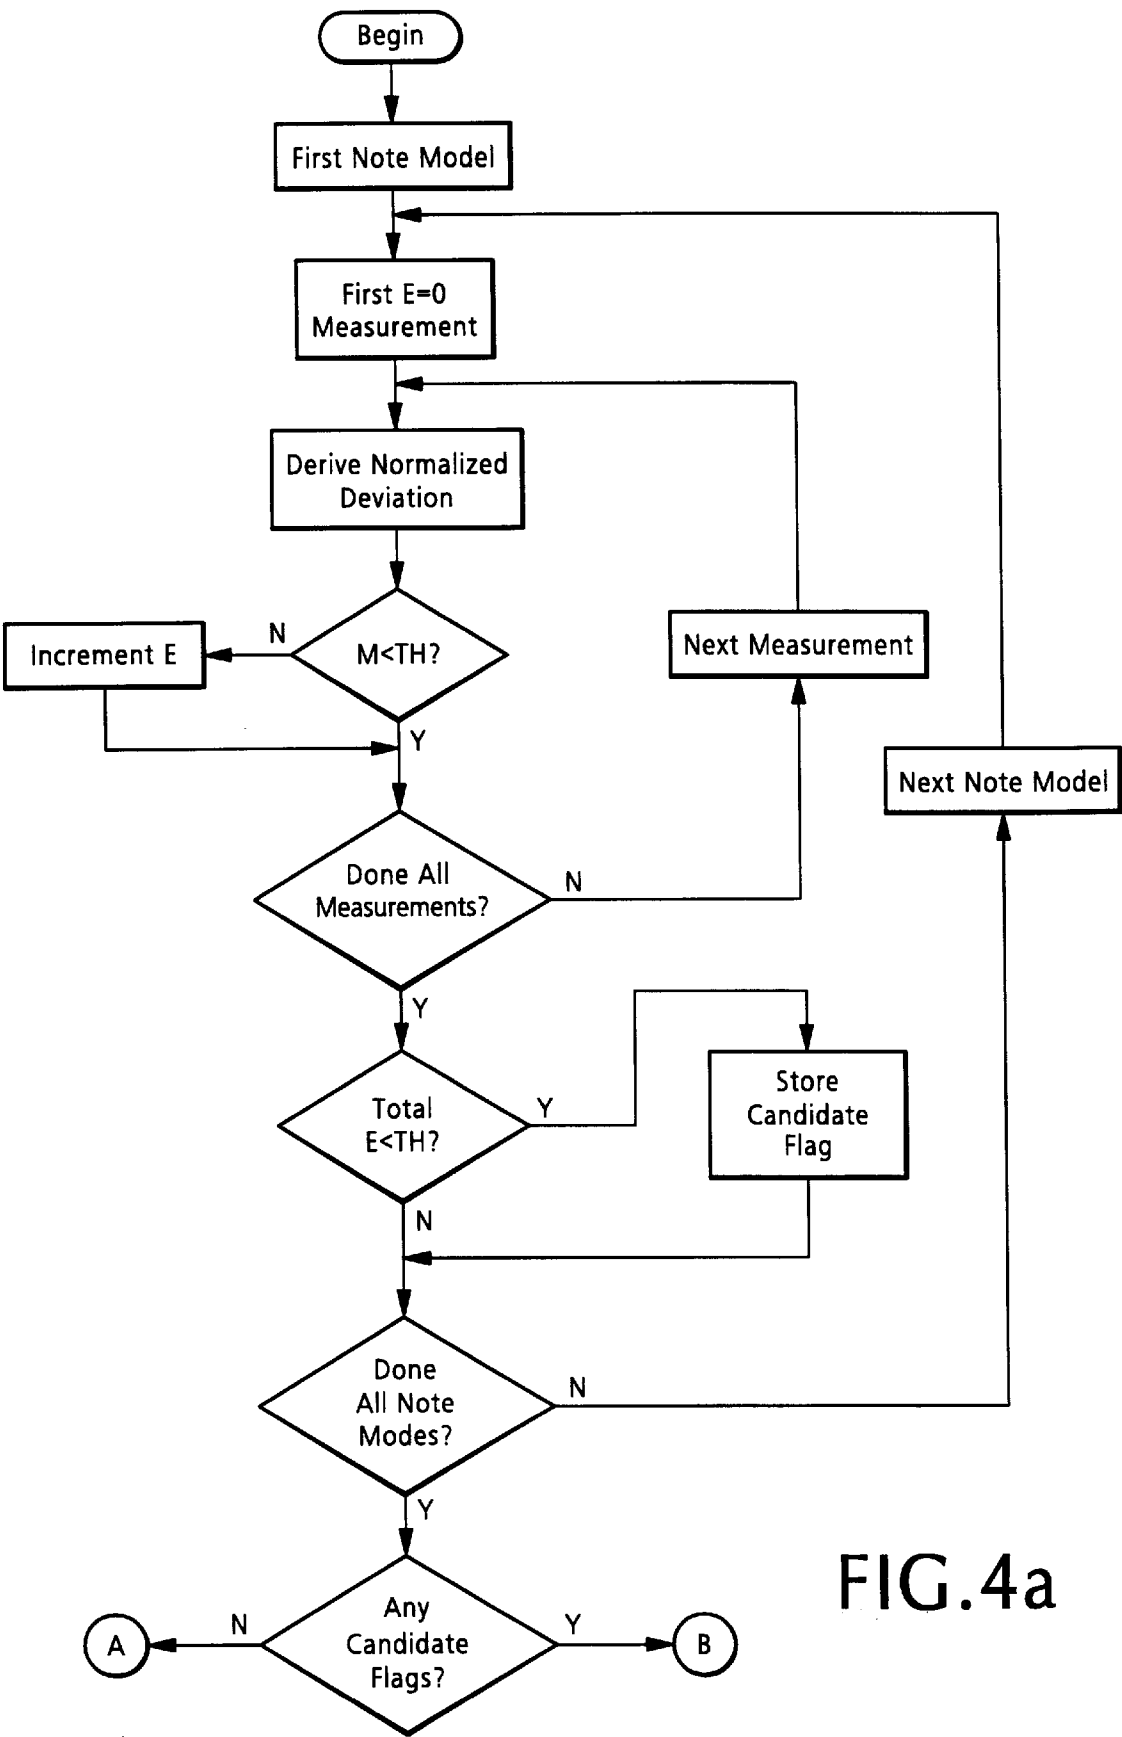 Begin
First Note Model
First E=0
Measurement
Derive Normalized
Deviation
N
M<TH?
Increment E
Y
Next Measurement
Next Note Model
Done All
Measurements?
N
Y
Total
E<TH?
Y
Store
Candidate
Flag
N
Done
All Note
Modes?
N
Y
Any
Candidate
Flags?
N
A
Y
B
FIG.4a